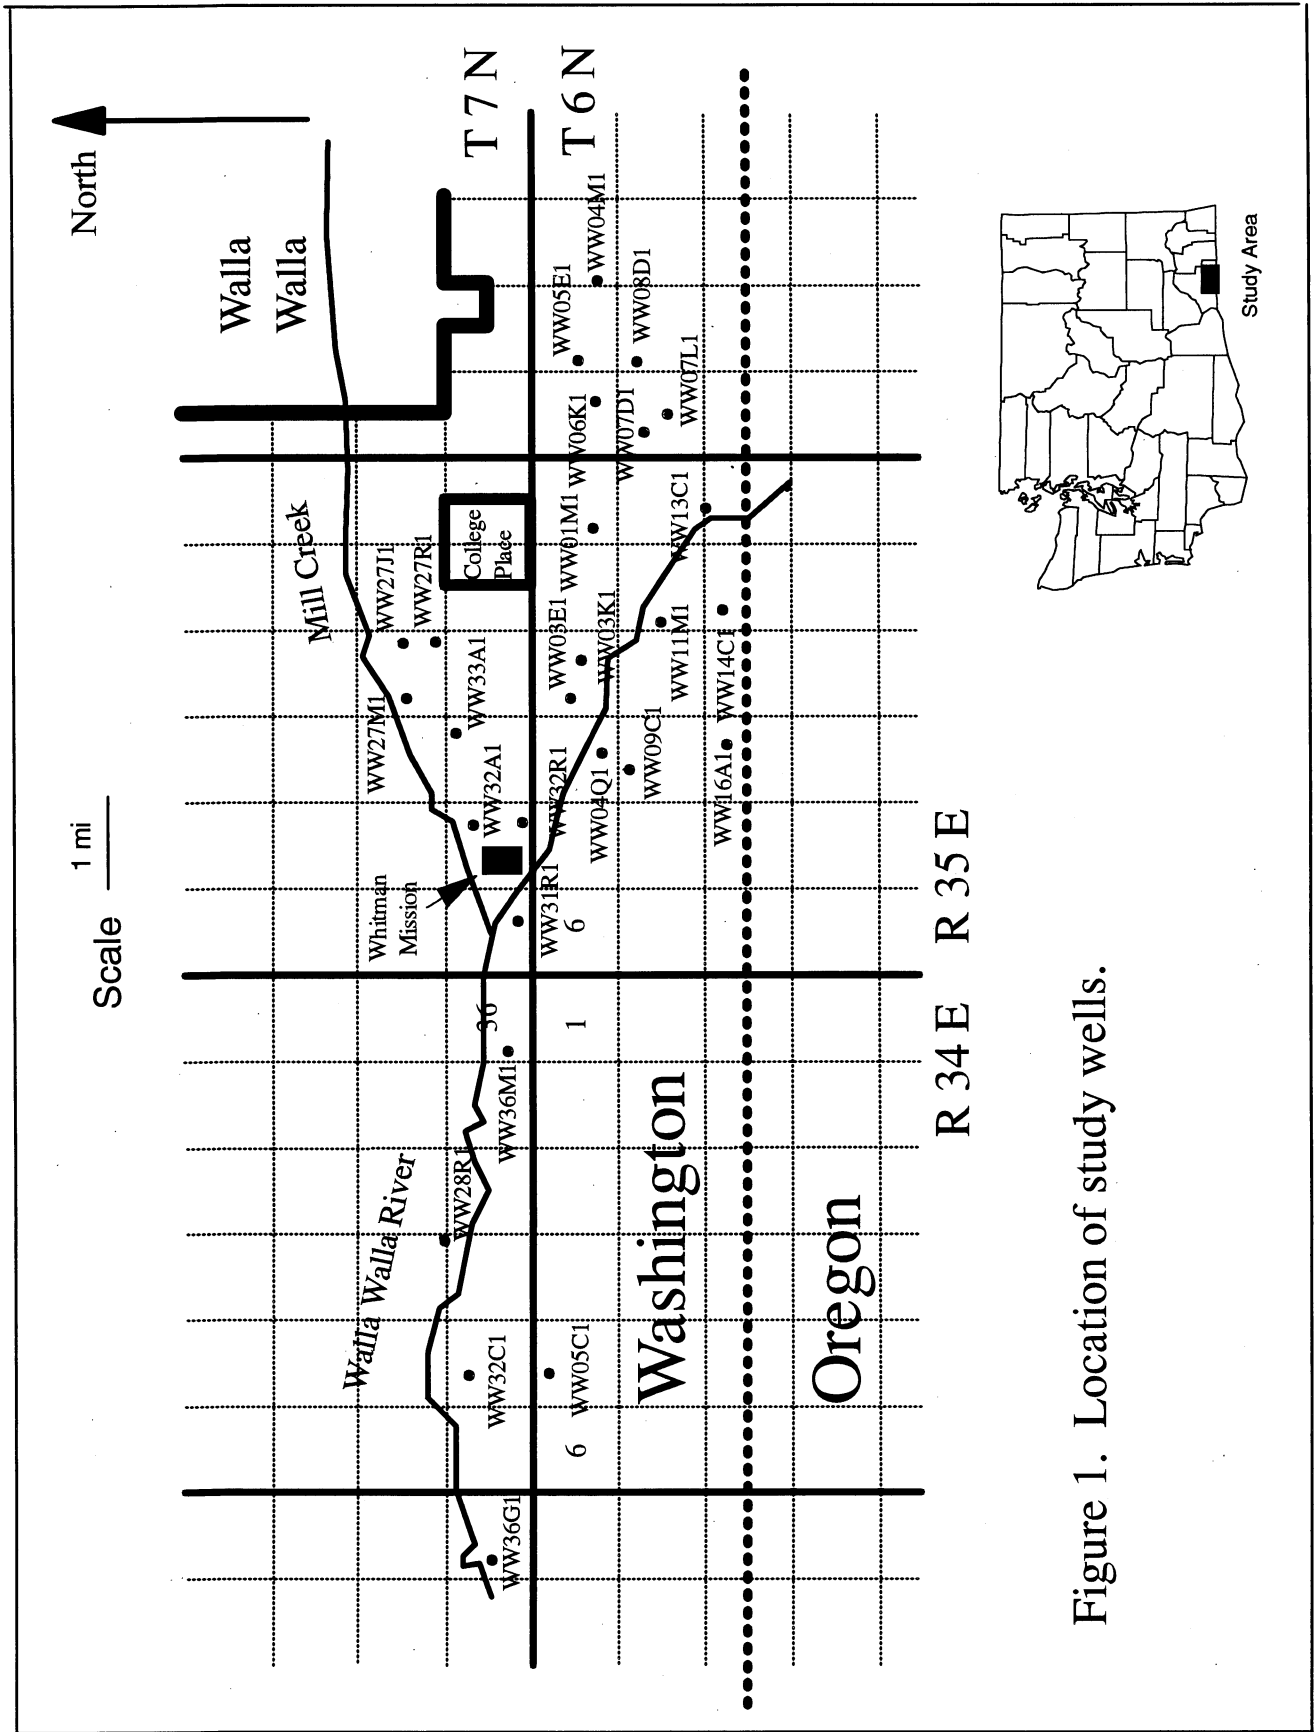 North
Scale
1 mi
Walla
Walla
Mill Creek
Walla Walla River
Whitman
Mission
College
Place
T 7 N
T 6 N
WW27J1
WW27R1
WW27M1
WW33A1
WW32A1
WW32R1
WW31R1
6
36
1
WW36M1
WW28R1
WW32C1
WW05C1
6
WW36G1
WW04M1
WW05E1
WW08D1
WW06K1
WW07D1
WW07L1
WW01M1
WW13C1
WW03E1
WW03K1
WW11M1
WW14C1
WW04Q1
WW09C1
WW16A1
Washington
Oregon
R 34 E
R 35 E
Study Area
Figure 1. Location of study wells.